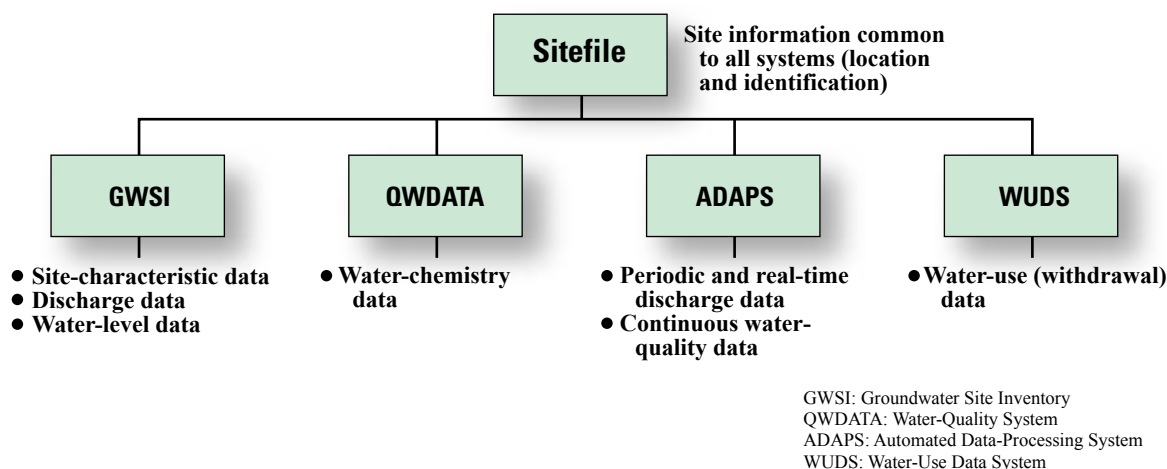 Sitefile
Site information common
to all systems (location
and identification)
GWSI
QWDATA
ADAPS
WUDS
● Site-characteristic data
● Discharge data
● Water-level data
● Water-chemistry
data
● Periodic and real-time
discharge data
● Continuous water-
quality data
● Water-use (withdrawal)
data
GWSI: Groundwater Site Inventory
QWDATA: Water-Quality System
ADAPS: Automated Data-Processing System
WUDS: Water-Use Data System